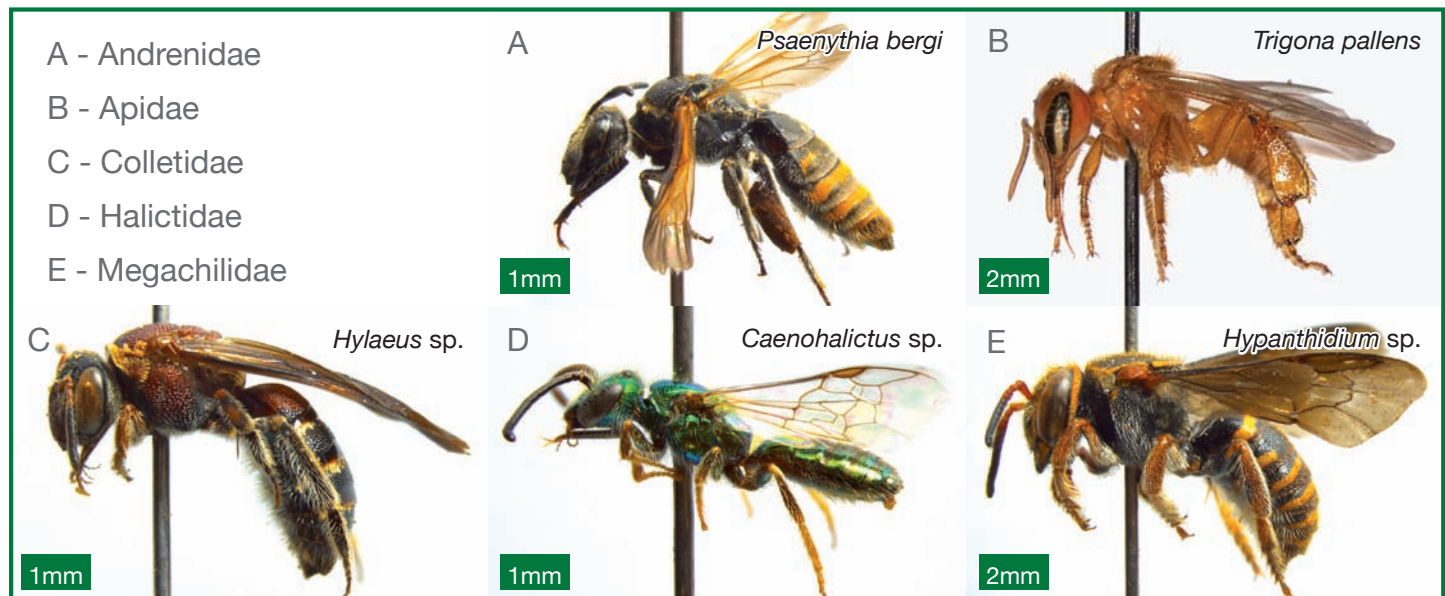 A - Andrenidae
B - Apidae
C - Colletidae
D - Halictidae
E - Megachilidae
A
Psaenythia bergi
1mm
B
Trigona pallens
2mm
C
Hylaeus sp.
1mm
D
Caenohalictus sp.
1mm
E
Hypanthidium sp.
2mm